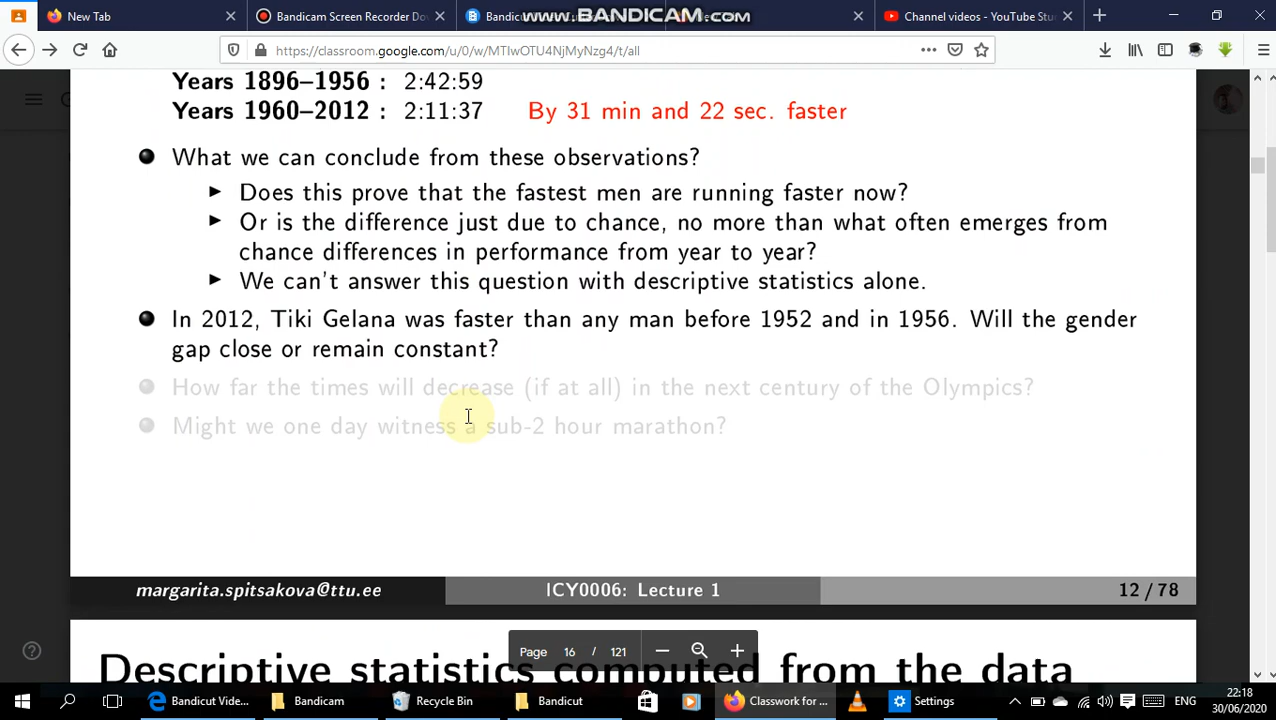 New Tab
Bandicam Screen Recorder Do
Bandicu
www.BANDICAM.com
Channel videos - YouTube Stu
https://classroom.google.com/u/0/w/MTIwOTU4NjMyNzg4/t/all
Years 1896–1956 : 2:42:59
Years 1960–2012 : 2:11:37 By 31 min and 22 sec. faster
What we can conclude from these observations?
Does this prove that the fastest men are running faster now?
Or is the difference just due to chance, no more than what often emerges from
chance differences in performance from year to year?
We can't answer this question with descriptive statistics alone.
In 2012, Tiki Gelana was faster than any man before 1952 and in 1956. Will the gender
gap close or remain constant?
How far the times will decrease (if at all) in the next century of the Olympics?
Might we one day witness a sub-2 hour marathon?
margarita.spitsakova@ttu.ee ICY0006: Lecture 1 12 / 78
Page 16 / 121
Descriptive statistics computed from the data
Bandicut Vide...
Bandicam
Recycle Bin
Bandicut
Classwork for ...
Settings
ENG
22:18
30/06/2020